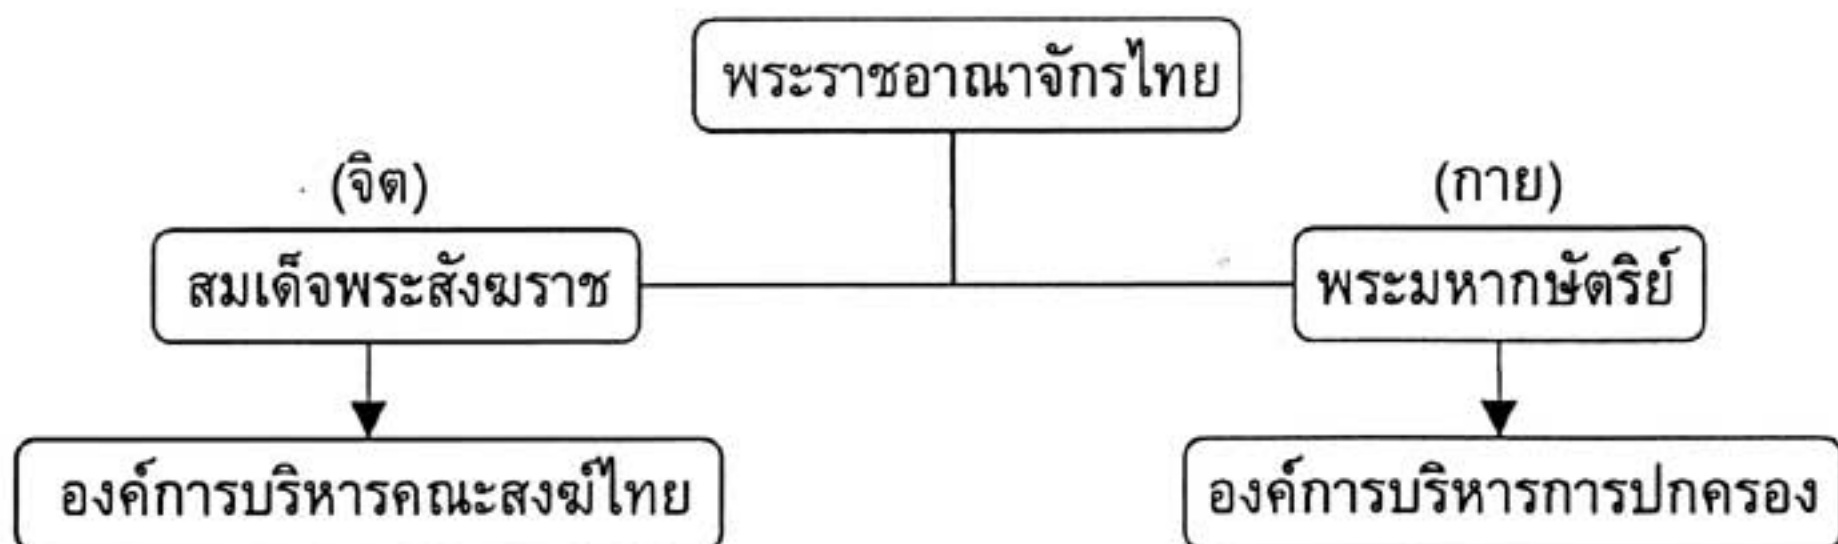 พระราชอาณาจักรไทย
(จิต)
(กาย)
สมเด็จพระสังฆราช
พระมหากษัตริย์
องค์การบริหารคณะสงฆ์ไทย
องค์การบริหารการปกครอง